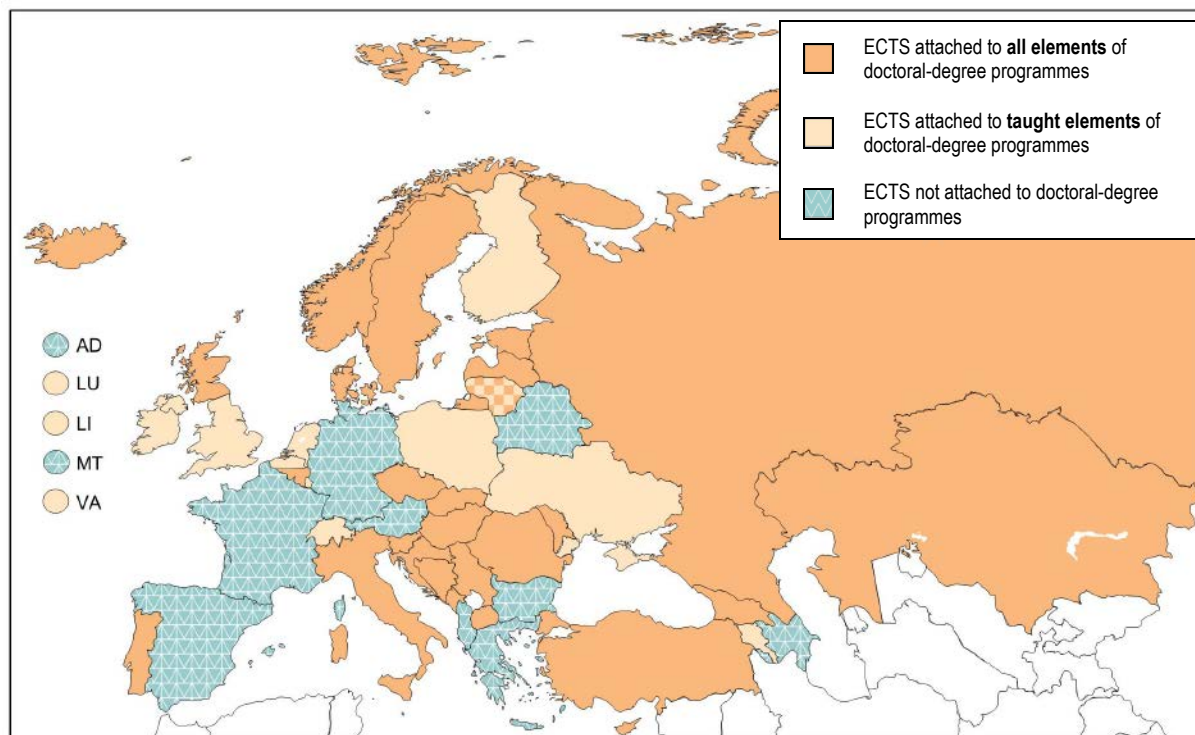 ECTS attached to all elements of
doctoral-degree programmes
ECTS attached to taught elements of
doctoral-degree programmes
ECTS not attached to doctoral-degree
programmes
AD
LU
LI
MT
VA